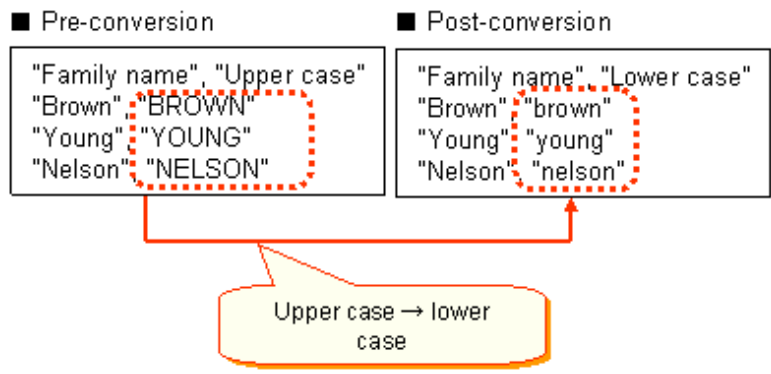 ■ Pre-conversion
"Family name", "Upper case"
"Brown", "BROWN"
"Young", "YOUNG"
"Nelson", "NELSON"
■ Post-conversion
"Family name", "Lower case"
"Brown", "brown"
"Young", "young"
"Nelson", "nelson"
Upper case → lower
case